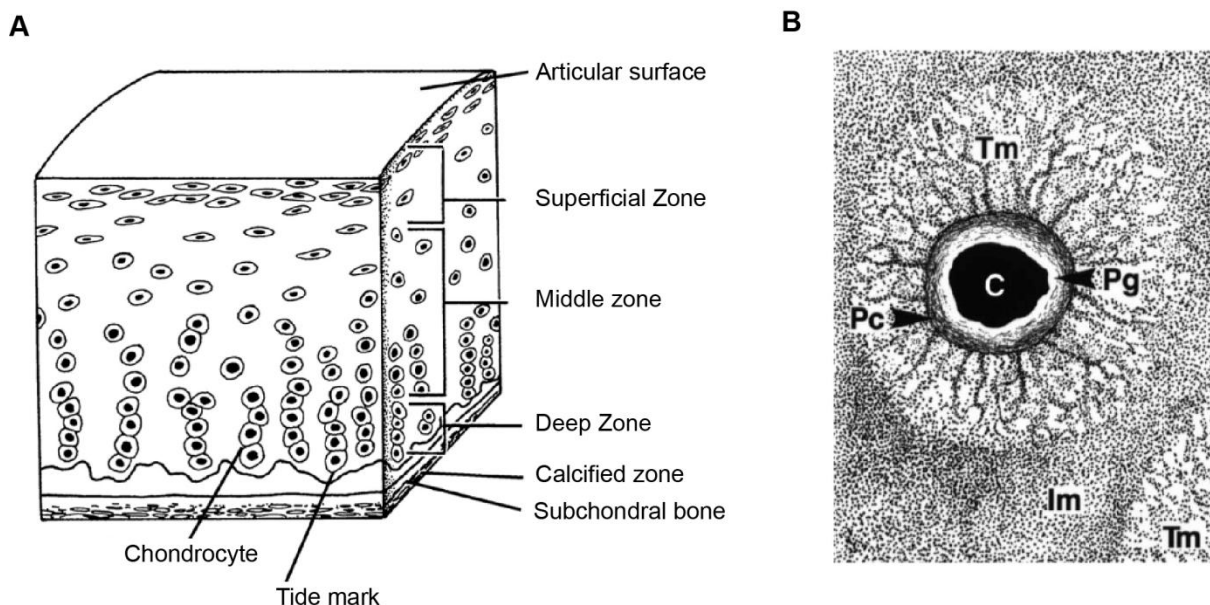 A
Articular surface
Superficial Zone
Middle zone
Deep Zone
Calcified zone
Subchondral bone
Chondrocyte
Tide mark
B
Tm
C
Pg
Pc
Im
Tm